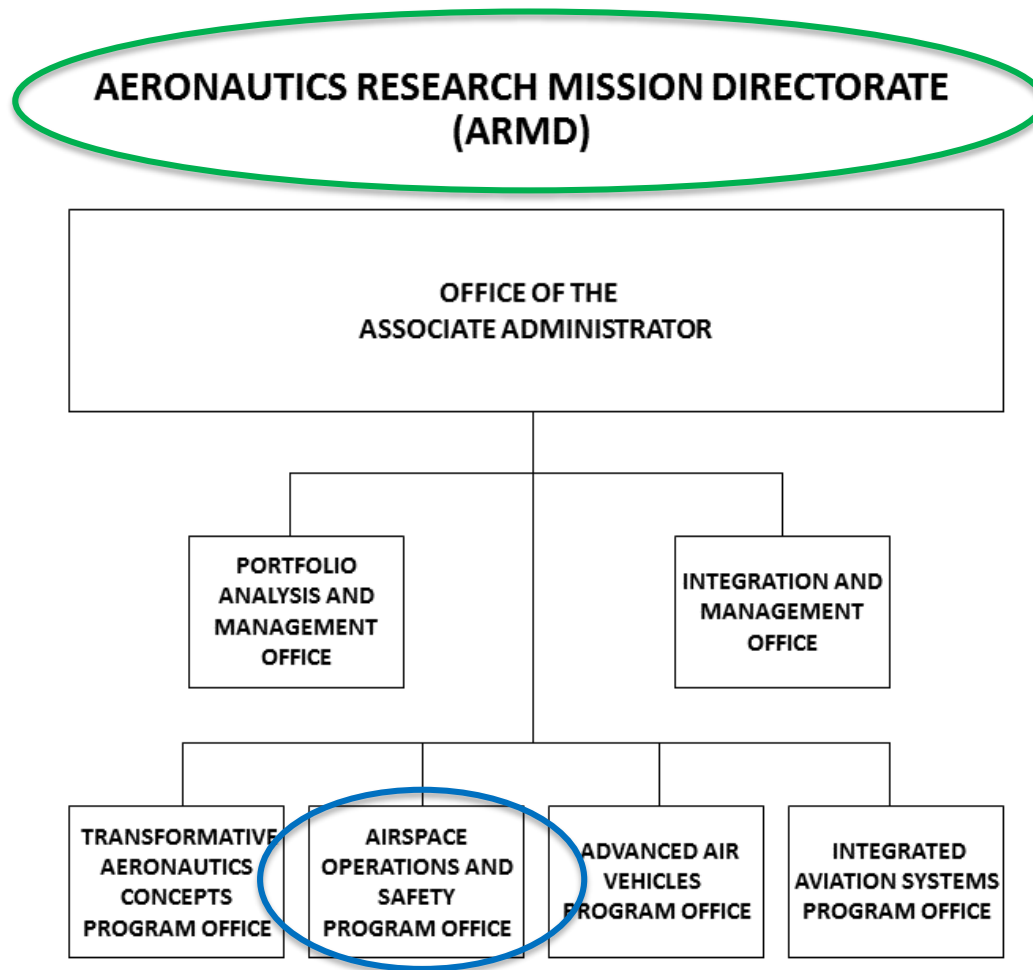 AERONAUTICS RESEARCH MISSION DIRECTORATE
(ARMD)
OFFICE OF THE
ASSOCIATE ADMINISTRATOR
PORTFOLIO
ANALYSIS AND
MANAGEMENT
OFFICE
INTEGRATION AND
MANAGEMENT
OFFICE
TRANSFORMATIVE
AERONAUTICS
CONCEPTS
PROGRAM OFFICE
AIRSPACE
OPERATIONS AND
SAFETY
PROGRAM OFFICE
ADVANCED AIR
VEHICLES
PROGRAM OFFICE
INTEGRATED
AVIATION SYSTEMS
PROGRAM OFFICE